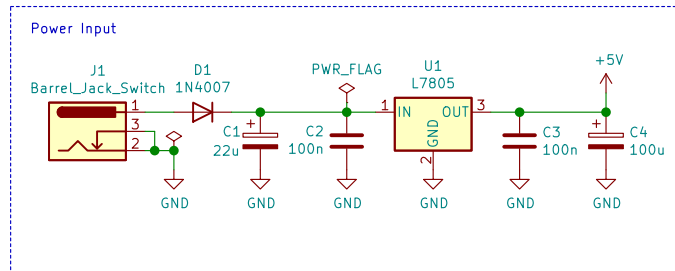 Power Input
J1
Barrel_Jack_Switch
1
3
2
D1
1N4007
C1
22u
+
C2
100n
PWR_FLAG
U1
L7805
1
IN
OUT
3
GND
2
C3
100n
+5V
+
C4
100u
GND
GND
GND
GND
GND
GND